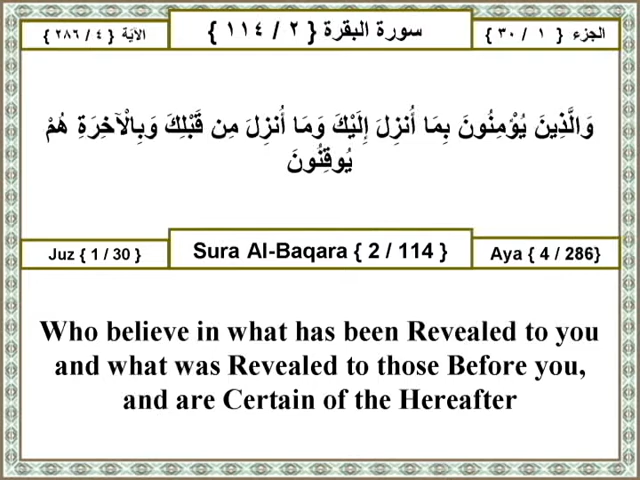 الجزء { ١ / ٣٠ }
سورة البقرة { ٢ / ١١٤ }
الآيَة { ٤ / ٢٨٦ }
وَالَّذِينَ يُؤْمِنُونَ بِمَا أُنزِلَ إِلَيْكَ وَمَا أُنزِلَ مِن قَبْلِكَ وَبِالْآخِرَةِ هُمْ
يُوقِنُونَ
Juz { 1 / 30 }
Sura Al-Baqara { 2 / 114 }
Aya { 4 / 286}
Who believe in what has been Revealed to you
and what was Revealed to those Before you,
and are Certain of the Hereafter